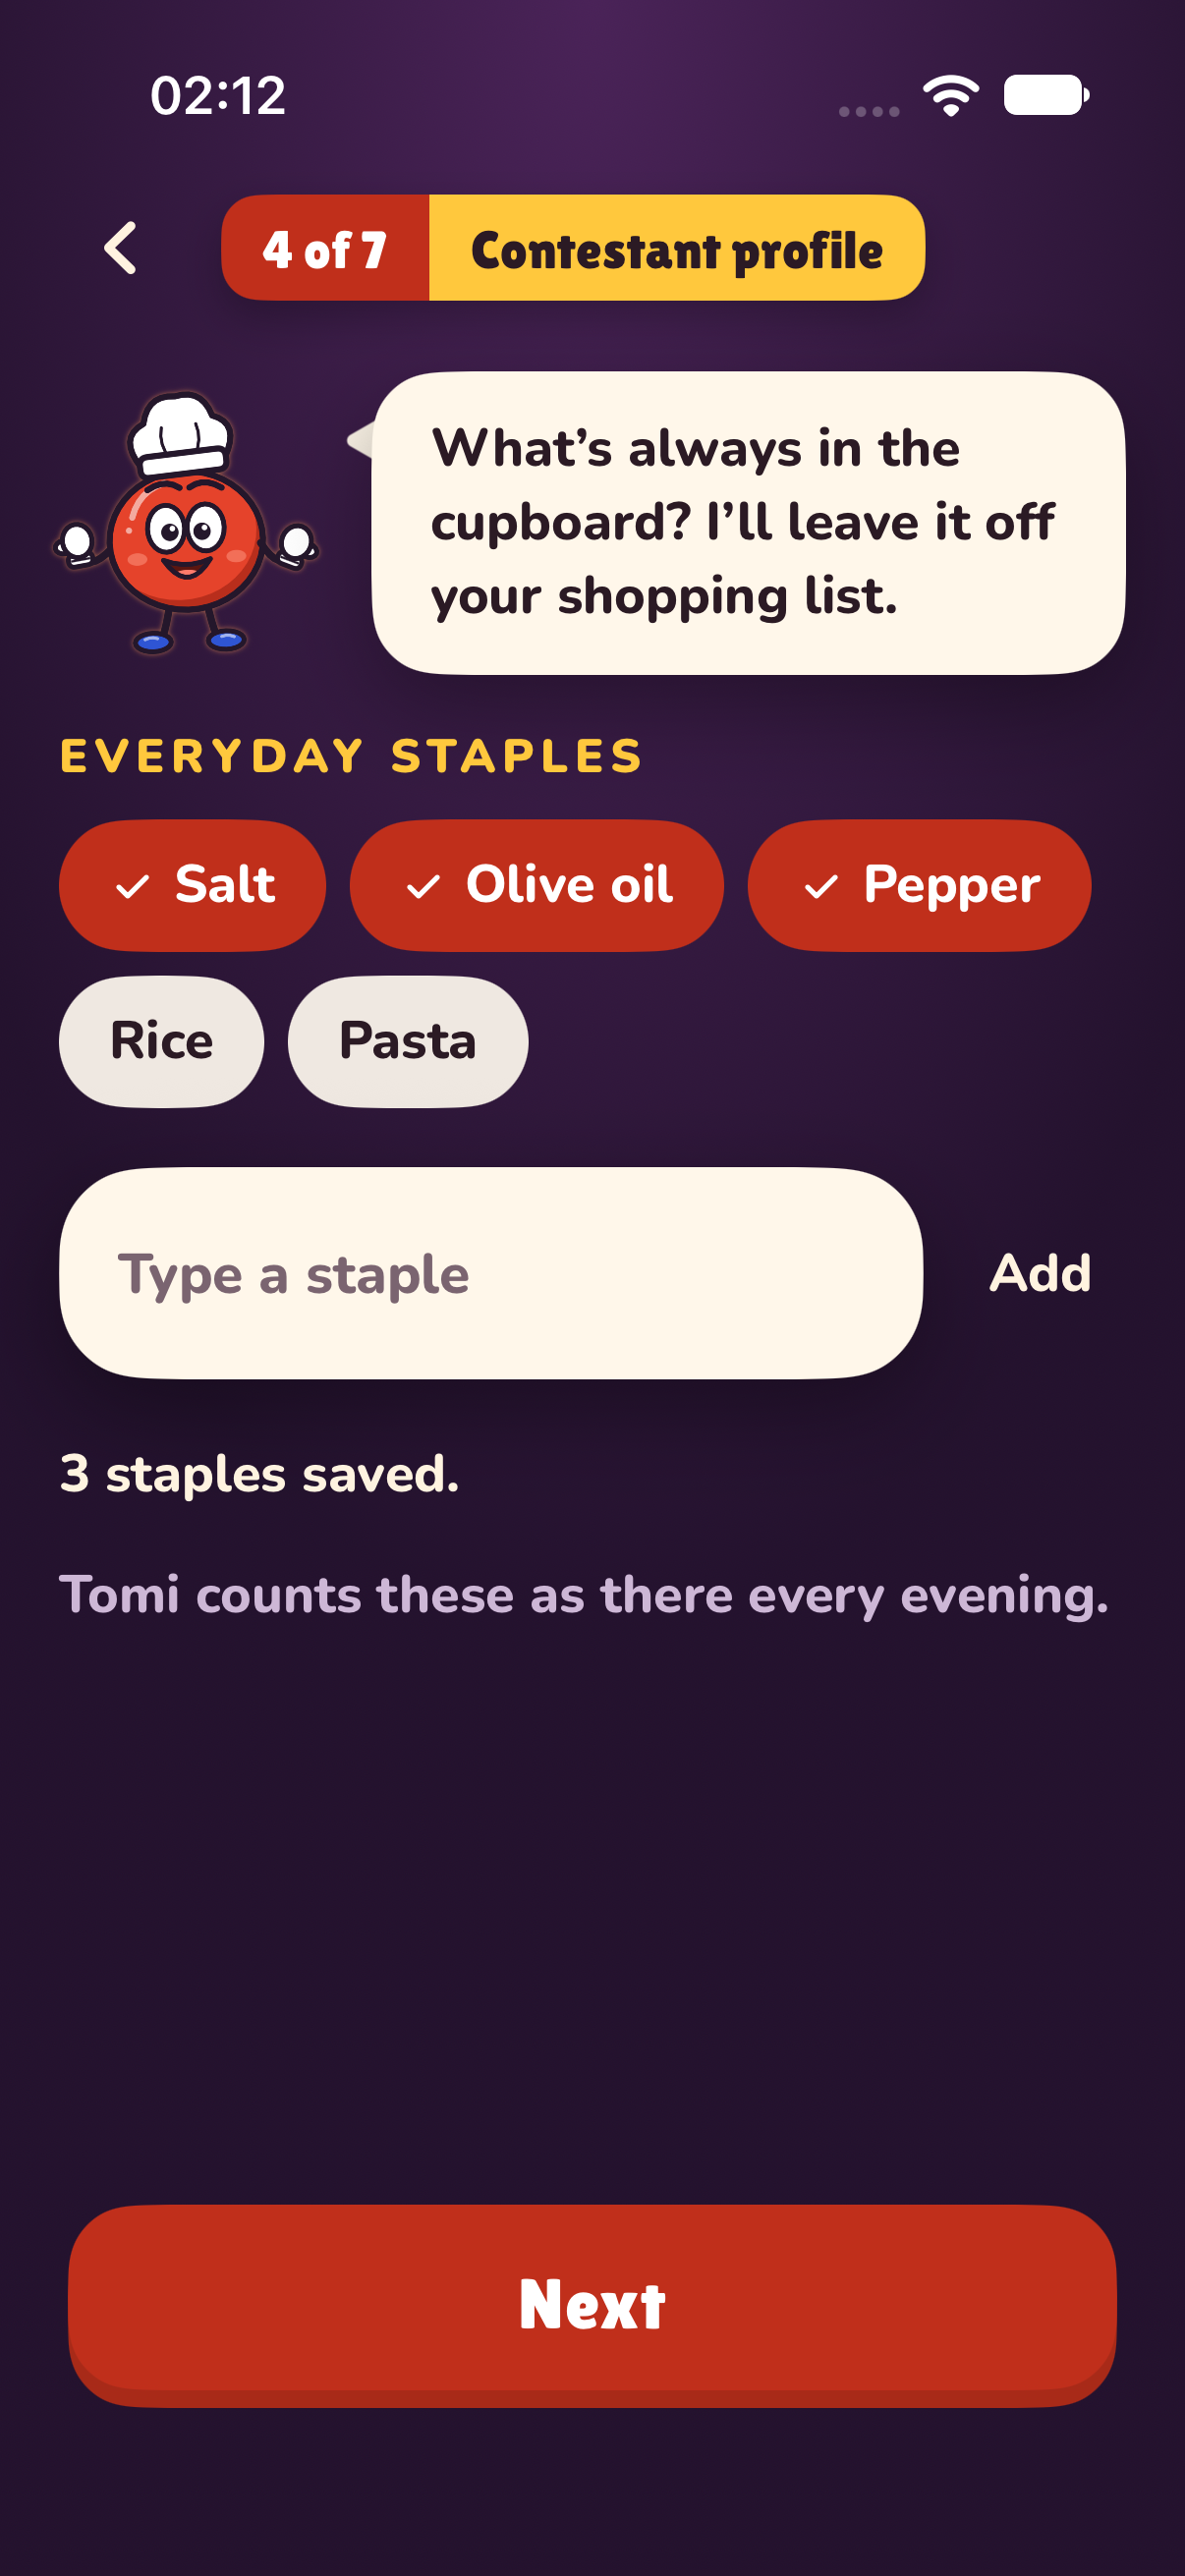 02:12
4 of 7 Contestant profile
What’s always in the
cupboard? I’ll leave it off
your shopping list.
EVERYDAY STAPLES
Salt Olive oil Pepper
Rice Pasta
Type a staple Add
3 staples saved.
Tomi counts these as there every evening.
Next